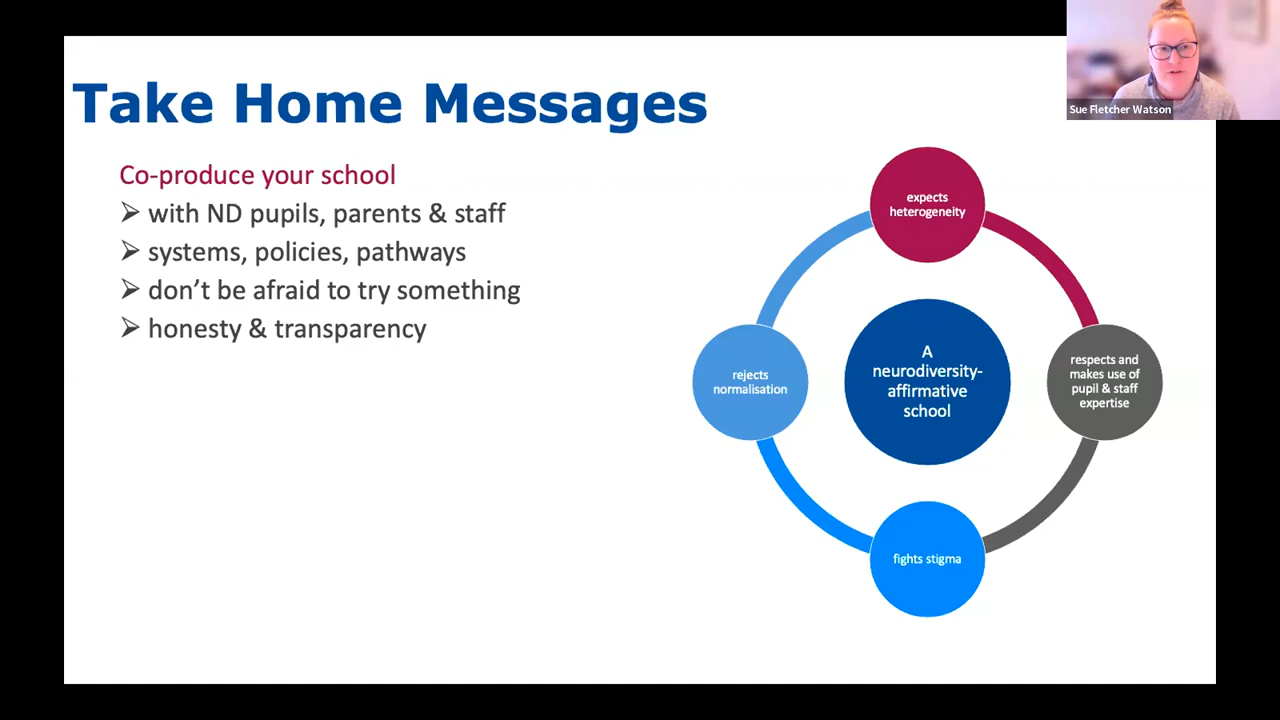 Take Home Messages
Sue Fletcher Watson
Co-produce your school
with ND pupils, parents & staff
systems, policies, pathways
don't be afraid to try something
honesty & transparency
expects
heterogeneity
respects and
makes use of
pupil & staff
expertise
fights stigma
rejects
normalisation
A
neurodiversity-
affirmative
school